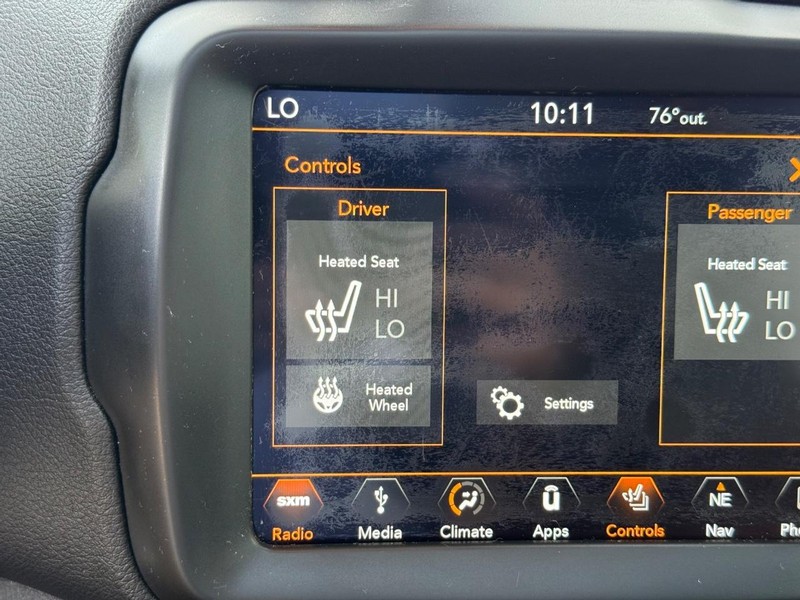 LO 10:11 76° out.
Controls
Driver
Heated Seat
HI
LO
Heated
Wheel
Settings
Passenger
Heated Seat
HI
LO
sxm
Radio
Media
Climate
u
Apps
Controls
NE
Nav